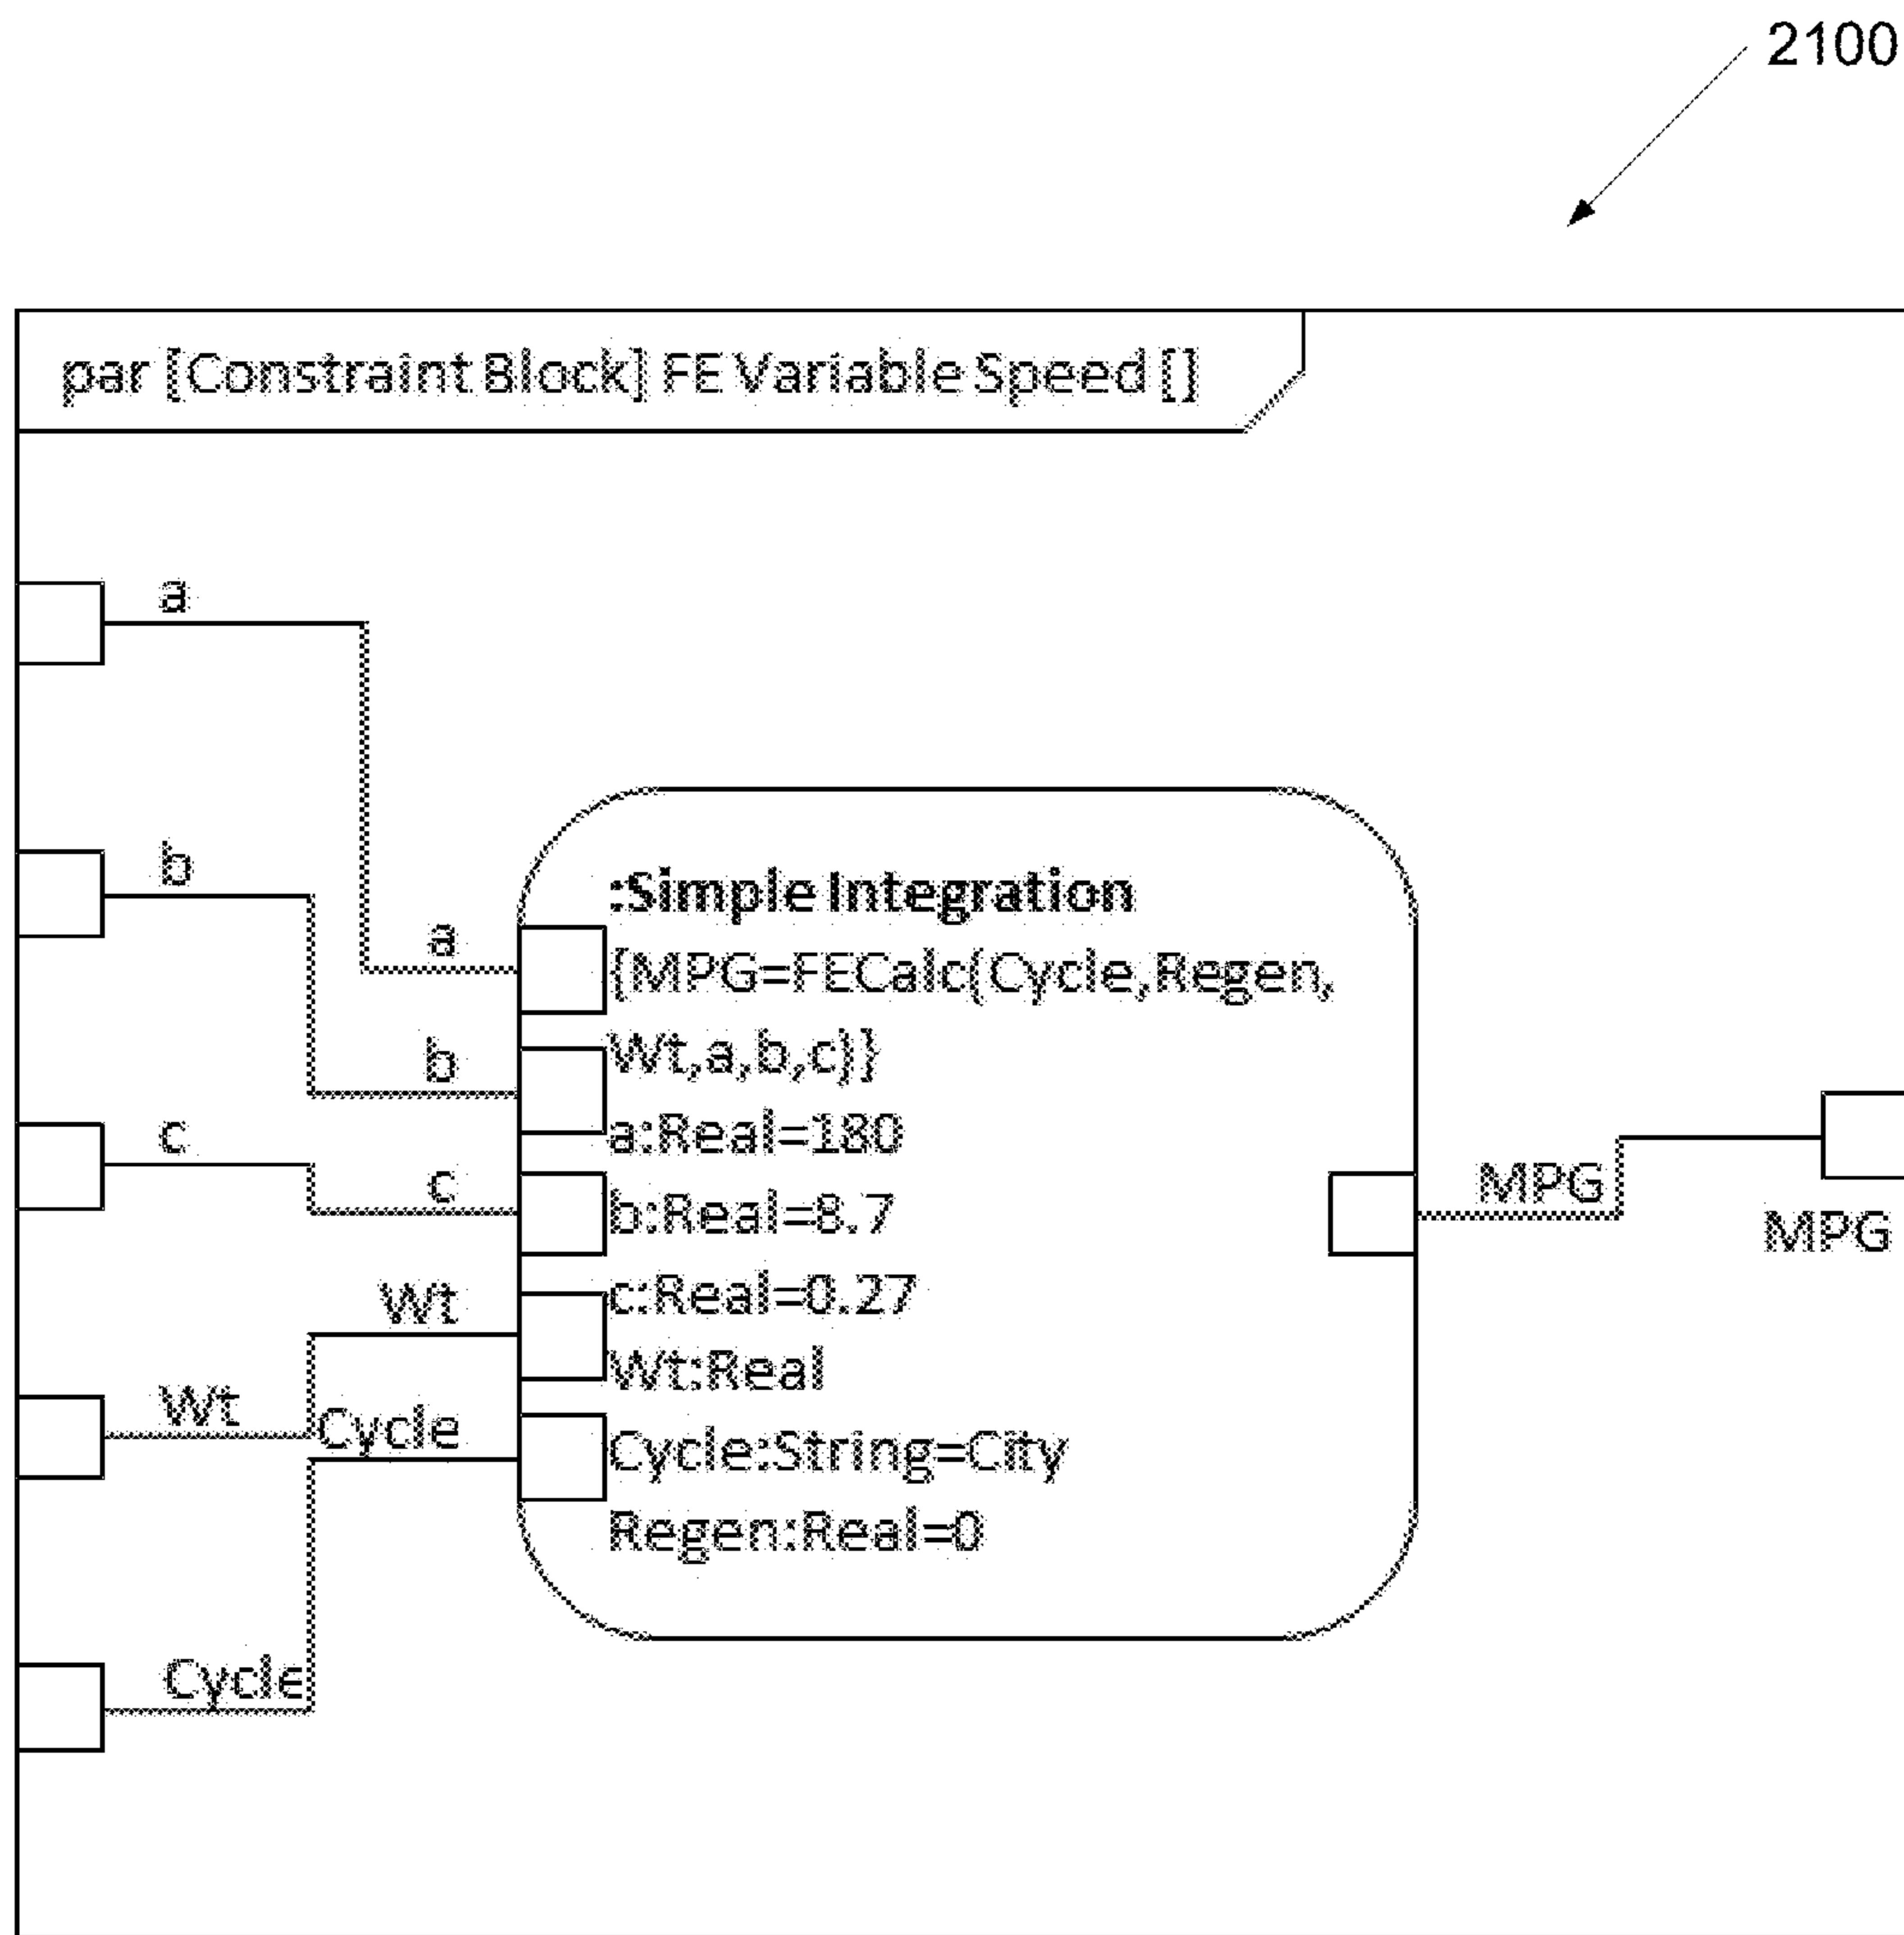 2100
par [Constraint Block] FE Variable Speed []
a
b
a
:Simple Integration
{MPG=FECalc(Cycle,Regen,
b
Wt,a,b,c)}
c
a:Real=180
c
b:Real=8.7
MPG
MPG
Wt
c:Real=0.27
Wt:Real
Wt
Cycle
Cycle:String=City
Regen:Real=0
Cycle